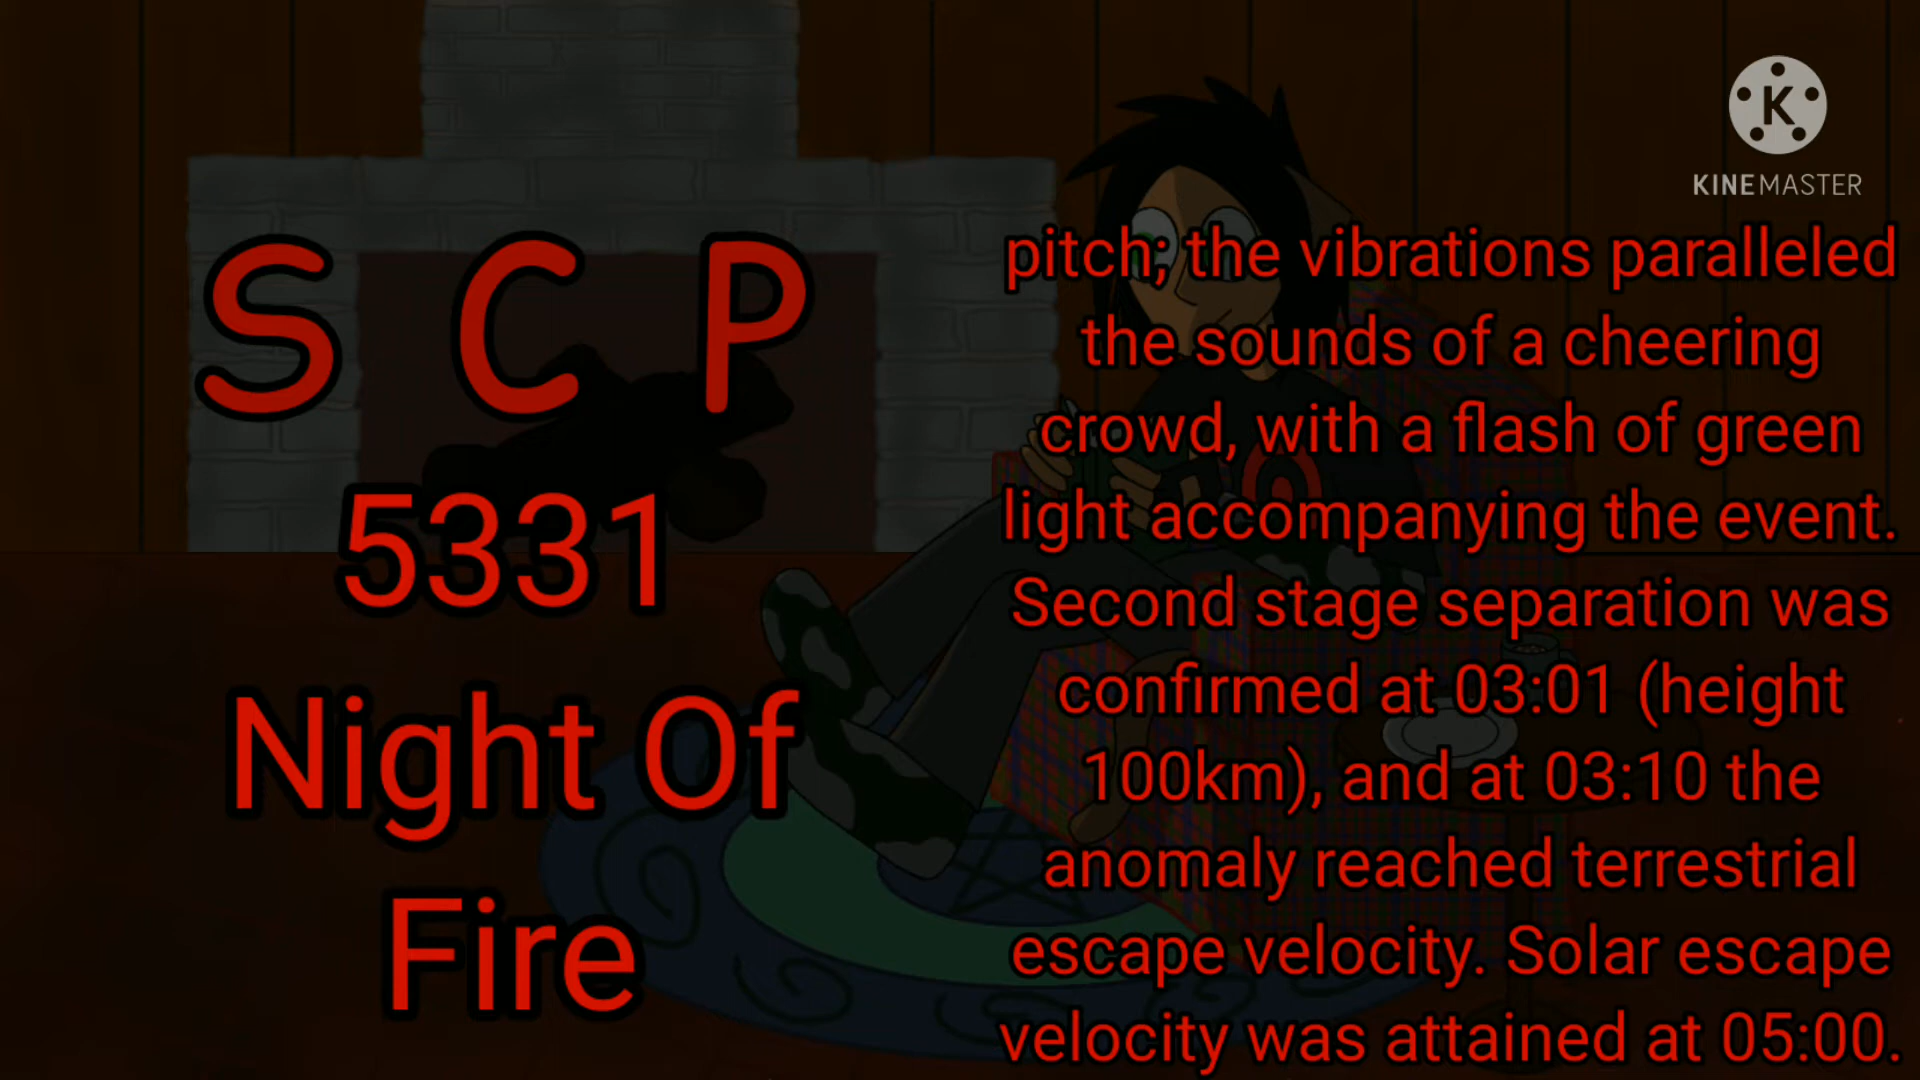 S C P
5331
Night Of
Fire
K
KINEMASTER
pitch; the vibrations paralleled
the sounds of a cheering
crowd, with a flash of green
light accompanying the event.
Second stage separation was
confirmed at 03:01 (height
100km), and at 03:10 the
anomaly reached terrestrial
escape velocity. Solar escape
velocity was attained at 05:00.